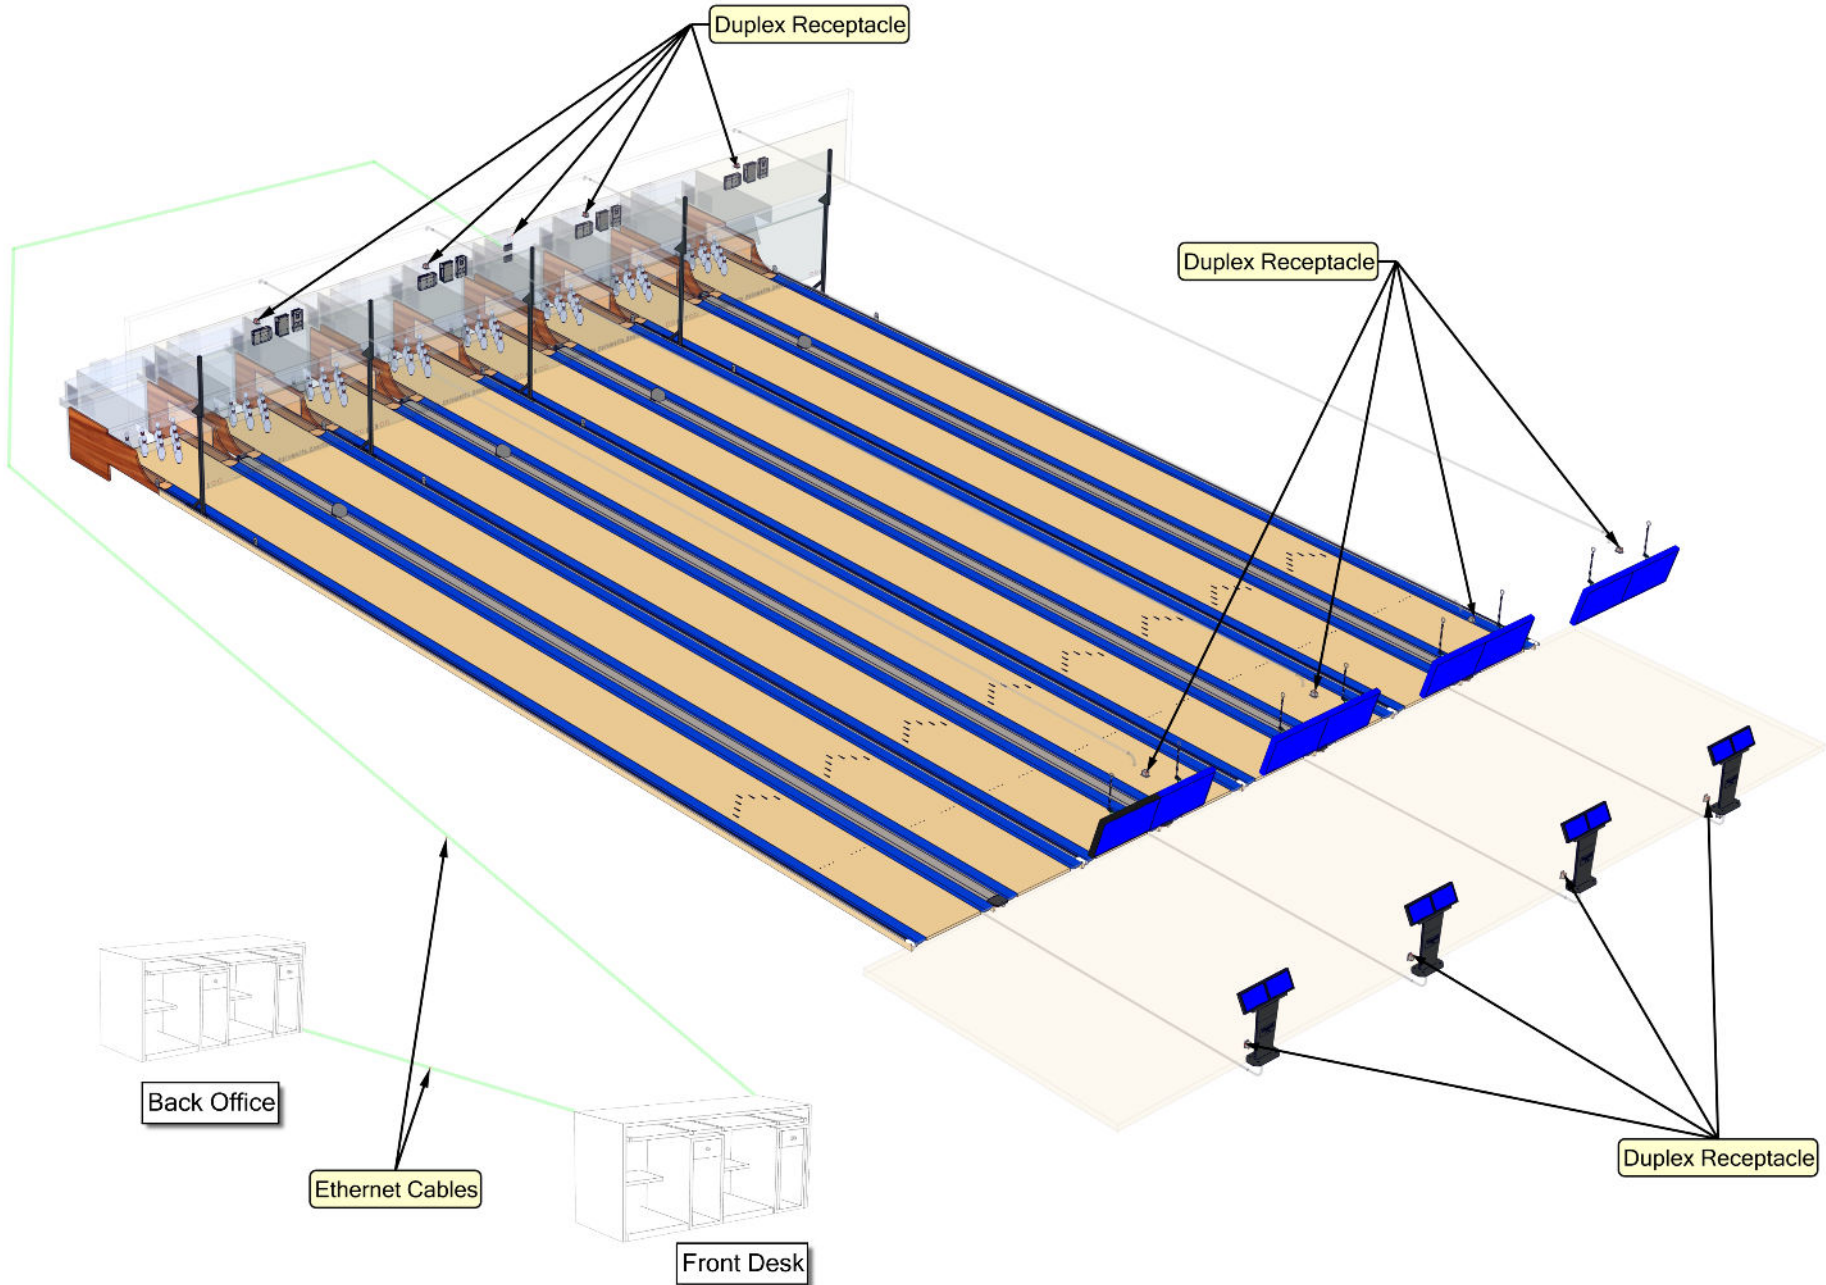 Duplex Receptacle
Duplex Receptacle
Back Office
Ethernet Cables
Duplex Receptacle
Front Desk